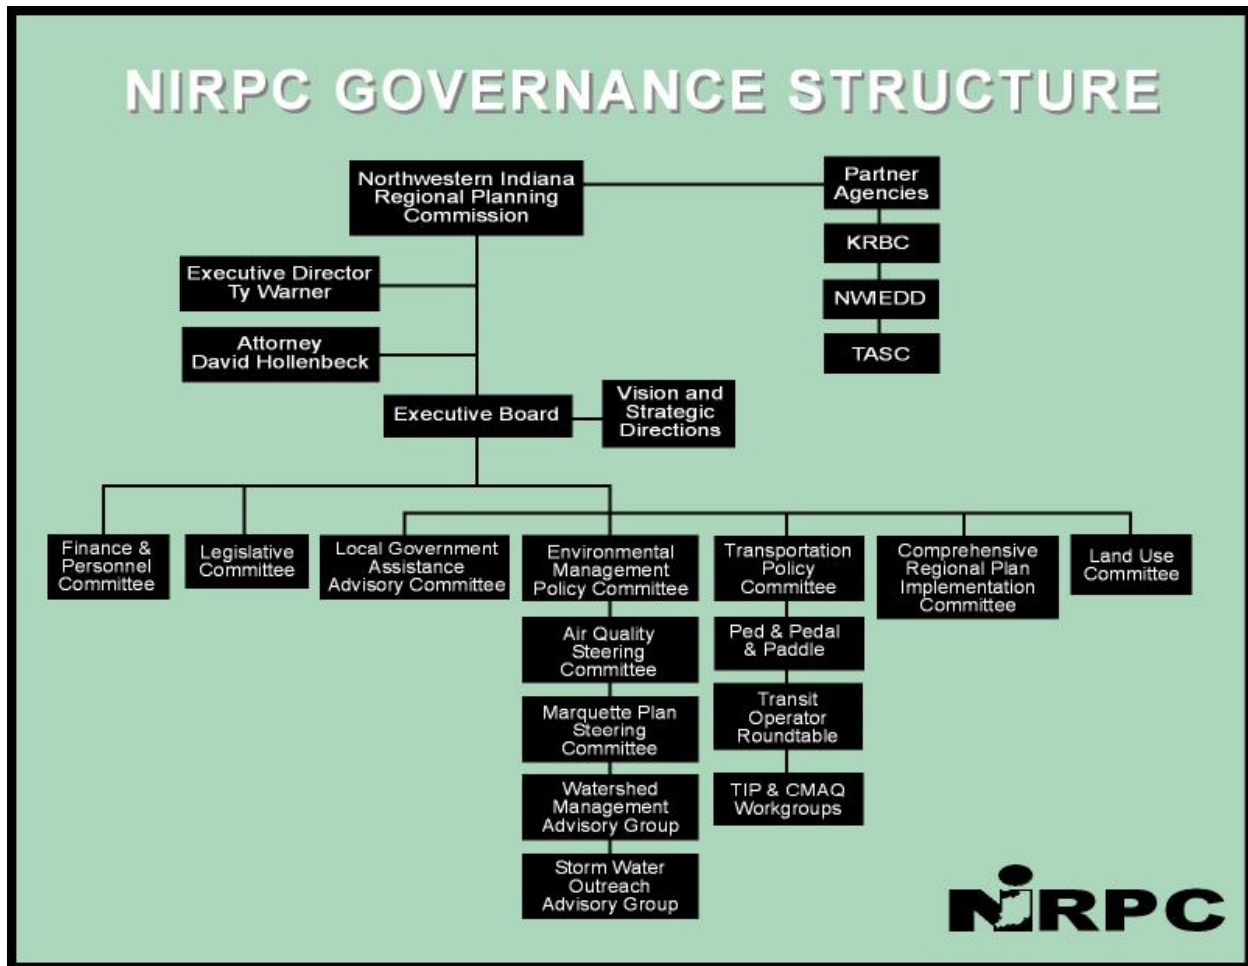 NIRPC GOVERNANCE STRUCTURE
Northwestern Indiana
Regional Planning
Commission
Partner
Agencies
KRBC
NWIEDD
TASC
Executive Director
Ty Warner
Attorney
David Hollenbeck
Executive Board
Vision and
Strategic
Directions
Finance &
Personnel
Committee
Legislative
Committee
Local Government
Assistance
Advisory Committee
Environmental
Management
Policy Committee
Air Quality
Steering
Committee
Marquette Plan
Steering
Committee
Watershed
Management
Advisory Group
Storm Water
Outreach
Advisory Group
Transportation
Policy
Committee
Ped & Pedal
& Paddle
Transit
Operator
Roundtable
TIP & CMAQ
Workgroups
Comprehensive
Regional Plan
Implementation
Committee
Land Use
Committee
NiRPC